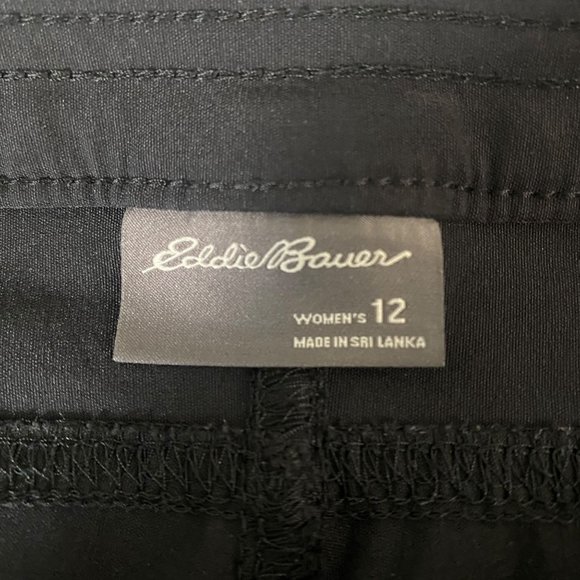 Eddie Bauer
WOMEN'S 12
MADE IN SRI LANKA